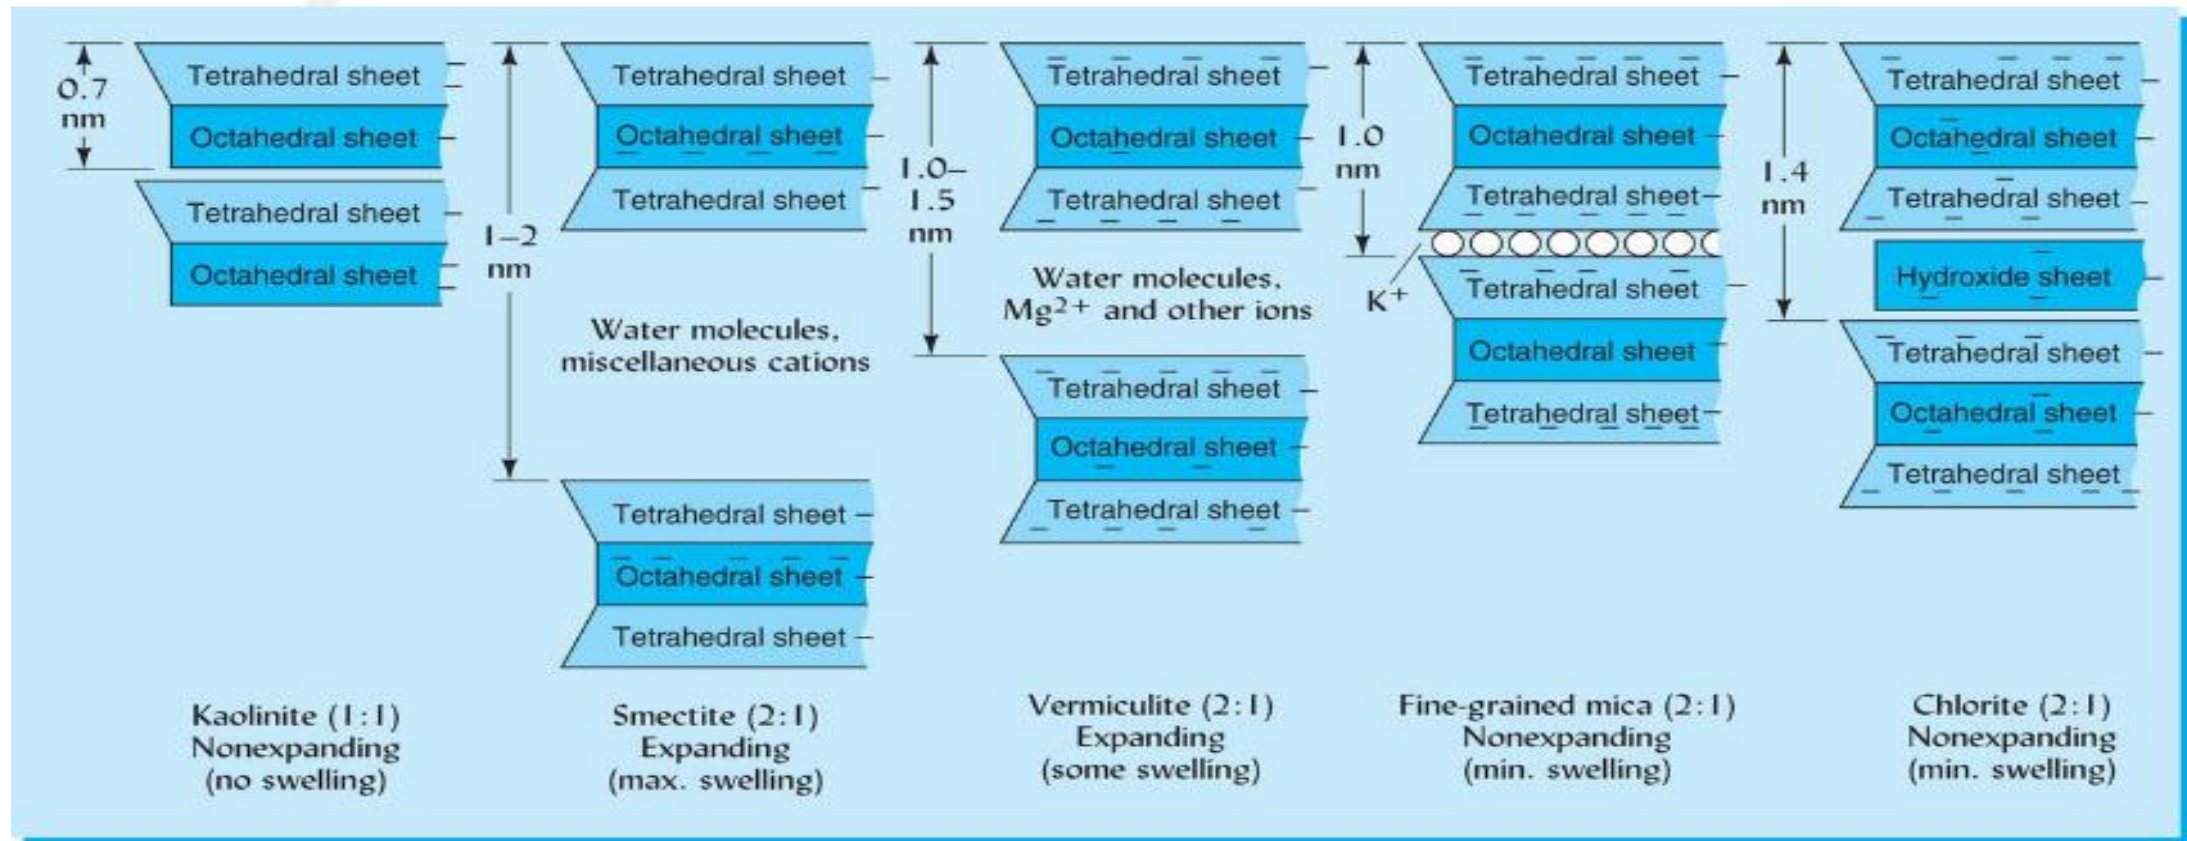 0.7
nm
Tetrahedral sheet
Octahedral sheet
Tetrahedral sheet
Octahedral sheet
Kaolinite (1:1)
Nonexpanding
(no swelling)
1–2
nm
Tetrahedral sheet
Octahedral sheet
Tetrahedral sheet
Water molecules,
miscellaneous cations
Tetrahedral sheet
Octahedral sheet
Tetrahedral sheet
Smectite (2:1)
Expanding
(max. swelling)
1.0–
1.5
nm
Tetrahedral sheet
Octahedral sheet
Tetrahedral sheet
Water molecules,
Mg2+ and other ions
Tetrahedral sheet
Octahedral sheet
Tetrahedral sheet
Vermiculite (2:1)
Expanding
(some swelling)
1.0
nm
Tetrahedral sheet
Octahedral sheet
Tetrahedral sheet
K+
Tetrahedral sheet
Octahedral sheet
Tetrahedral sheet
Fine-grained mica (2:1)
Nonexpanding
(min. swelling)
1.4
nm
Tetrahedral sheet
Octahedral sheet
Tetrahedral sheet
Hydroxide sheet
Tetrahedral sheet
Octahedral sheet
Tetrahedral sheet
Chlorite (2:1)
Nonexpanding
(min. swelling)